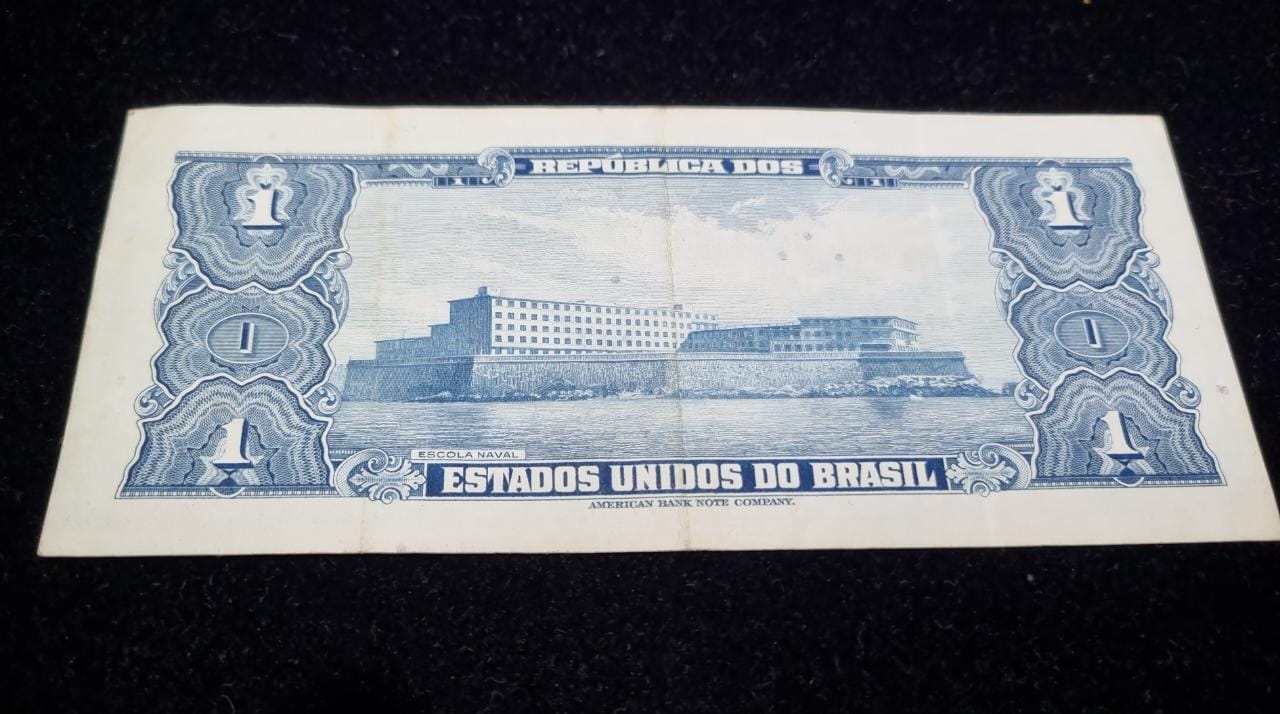 REPÚBLICA DOS
1 1
1 1
1 1
1 1
ESCOLA NAVAL
ESTADOS UNIDOS DO BRASIL
AMERICAN BANK NOTE COMPANY.